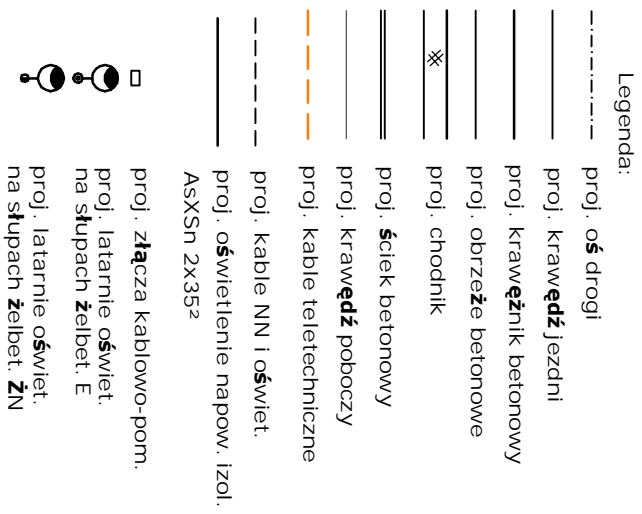 Legenda:
proj. oś drogi
proj. krawędź jezdni
proj. krawężnik betonowy
proj. obrzeże betonowe
proj. chodnik
proj. ściek betonowy
proj. krawędź poboczy
proj. kable teletechniczne
proj. kable NN i oświet.
proj. oświetlenie napow. izol.
AsXSn 2x35²
proj. złącza kablowo-pom.
proj. latarnie oświet.
na słupach żelbet. E
proj. latarnie oświet.
na słupach żelbet. ŻN